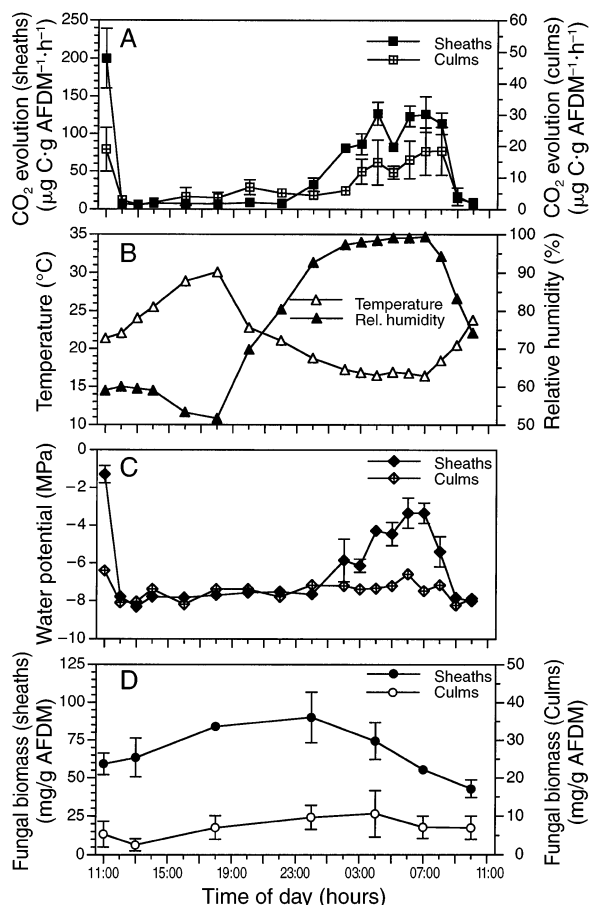 A
CO₂ evolution (sheaths)
(μg C·g AFDM⁻¹·h⁻¹)
250
200
150
100
50
0
Sheaths
Culms
60
50
40
30
20
10
0
CO₂ evolution (culms)
(μg C·g AFDM⁻¹·h⁻¹)
B
Temperature (°C)
35
30
25
20
15
10
Temperature
Rel. humidity
100
90
80
70
60
50
Relative humidity (%)
C
Water potential (MPa)
0
−2
−4
−6
−8
−10
Sheaths
Culms
D
Fungal biomass (sheaths)
(mg/g AFDM)
125
100
75
50
25
0
Sheaths
Culms
50
40
30
20
10
0
Fungal biomass (Culms)
(mg/g AFDM)
11:00 15:00 19:00 23:00 03:00 07:00 11:00
Time of day (hours)